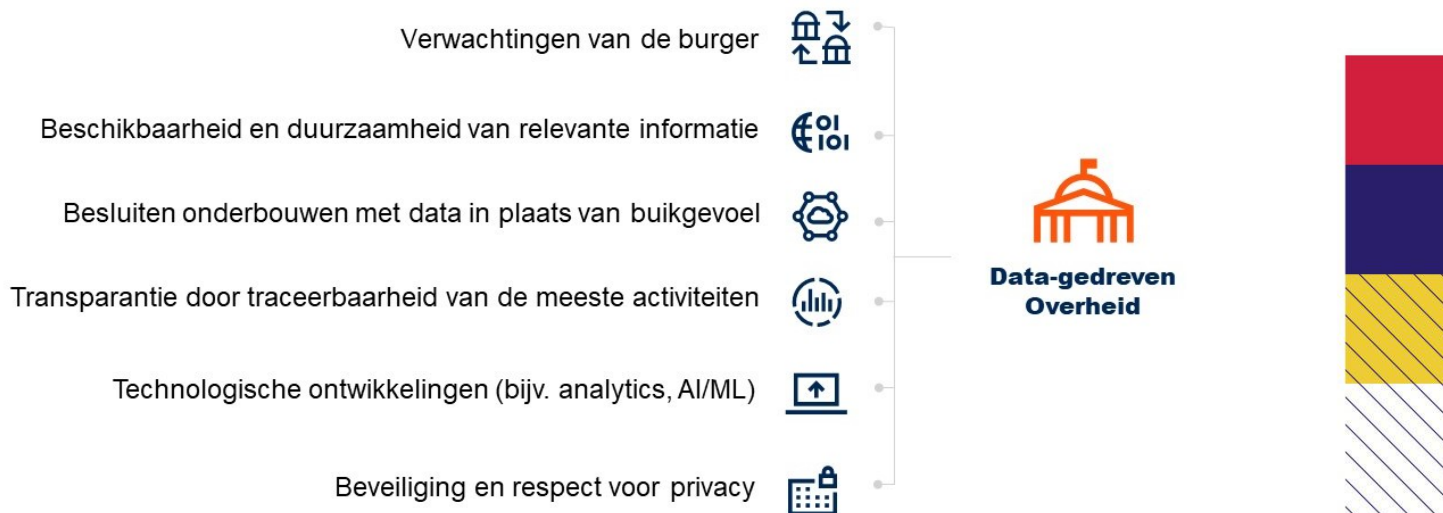 Verwachtingen van de burger
Beschikbaarheid en duurzaamheid van relevante informatie
Besluiten onderbouwen met data in plaats van buikgevoel
Transparantie door traceerbaarheid van de meeste activiteiten
Technologische ontwikkelingen (bijv. analytics, AI/ML)
Beveiliging en respect voor privacy
Data-gedreven
Overheid